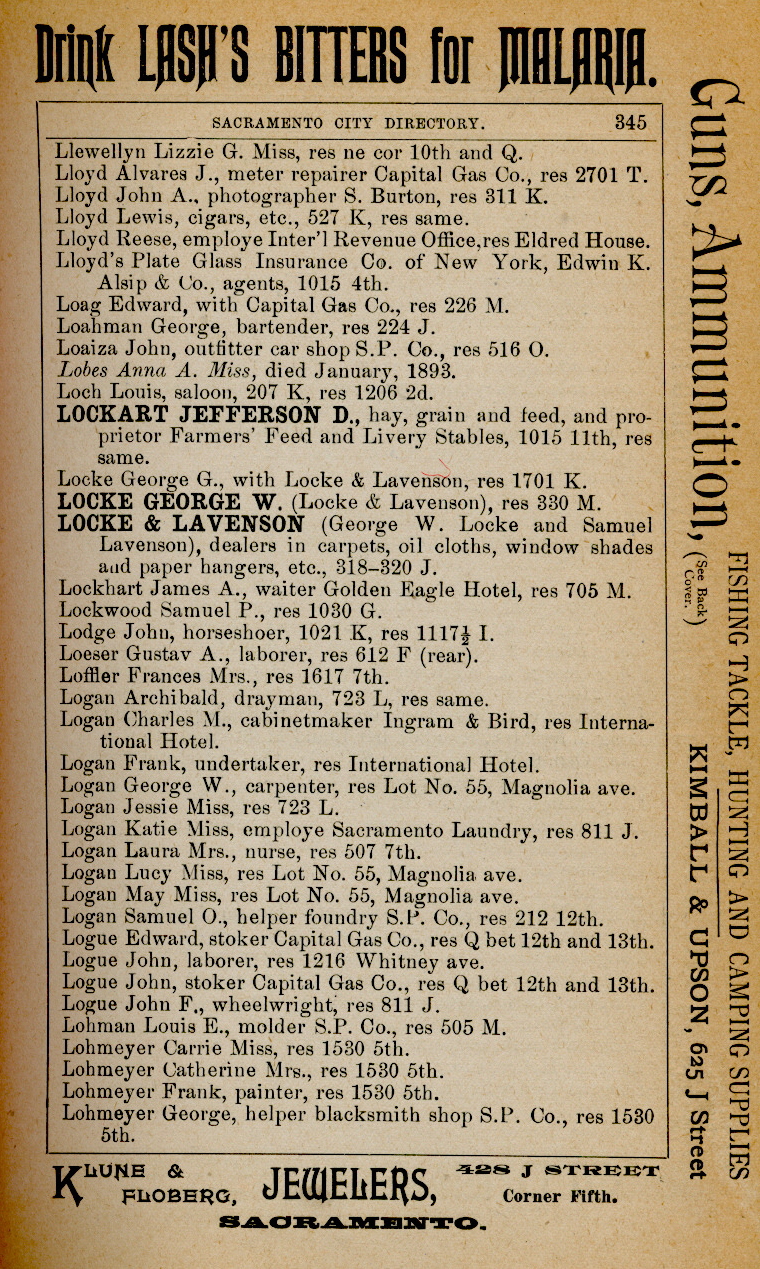 Drink LASH'S BITTERS for MALARIA.
SACRAMENTO CITY DIRECTORY. 345
Llewellyn Lizzie G. Miss, res ne cor 10th and Q.
Lloyd Alvares J., meter repairer Capital Gas Co., res 2701 T.
Lloyd John A., photographer S. Burton, res 311 K.
Lloyd Lewis, cigars, etc., 527 K, res same.
Lloyd Reese, employe Inter'l Revenue Office, res Eldred House.
Lloyd's Plate Glass Insurance Co. of New York, Edwin K.
Alsip & Co., agents, 1015 4th.
Loag Edward, with Capital Gas Co., res 226 M.
Loahman George, bartender, res 224 J.
Loaiza John, outfitter car shop S.P. Co., res 516 O.
Lobes Anna A. Miss, died January, 1893.
Loch Louis, saloon, 207 K, res 1206 2d.
LOCKART JEFFERSON D., hay, grain and feed, and pro-
prietor Farmers' Feed and Livery Stables, 1015 11th, res
same.
Locke George G., with Locke & Lavenson, res 1701 K.
LOCKE GEORGE W. (Locke & Lavenson), res 330 M.
LOCKE & LAVENSON (George W. Locke and Samuel
Lavenson), dealers in carpets, oil cloths, window shades
and paper hangers, etc., 318–320 J.
Lockhart James A., waiter Golden Eagle Hotel, res 705 M.
Lockwood Samuel P., res 1030 G.
Lodge John, horseshoer, 1021 K, res 1117½ I.
Loeser Gustav A., laborer, res 612 F (rear).
Loffler Frances Mrs., res 1617 7th.
Logan Archibald, drayman, 723 L, res same.
Logan Charles M., cabinetmaker Ingram & Bird, res Interna-
tional Hotel.
Logan Frank, undertaker, res International Hotel.
Logan George W., carpenter, res Lot No. 55, Magnolia ave.
Logan Jessie Miss, res 723 L.
Logan Katie Miss, employe Sacramento Laundry, res 811 J.
Logan Laura Mrs., nurse, res 507 7th.
Logan Lucy Miss, res Lot No. 55, Magnolia ave.
Logan May Miss, res Lot No. 55, Magnolia ave.
Logan Samuel O., helper foundry S.P. Co., res 212 12th.
Logue Edward, stoker Capital Gas Co., res Q bet 12th and 13th.
Logue John, laborer, res 1216 Whitney ave.
Logue John, stoker Capital Gas Co., res Q bet 12th and 13th.
Logue John F., wheelwright, res 811 J.
Lohman Louis E., molder S.P. Co., res 505 M.
Lohmeyer Carrie Miss, res 1530 5th.
Lohmeyer Catherine Mrs., res 1530 5th.
Lohmeyer Frank, painter, res 1530 5th.
Lohmeyer George, helper blacksmith shop S.P. Co., res 1530
5th.
KLUNE &
FLOBERG, JEWELERS,
428 J STREET
Corner Fifth.
SACRAMENTO.
Guns, Ammunition,
(See Back
Cover.)
FISHING TACKLE, HUNTING AND CAMPING SUPPLIES
KIMBALL & UPSON, 625 J Street